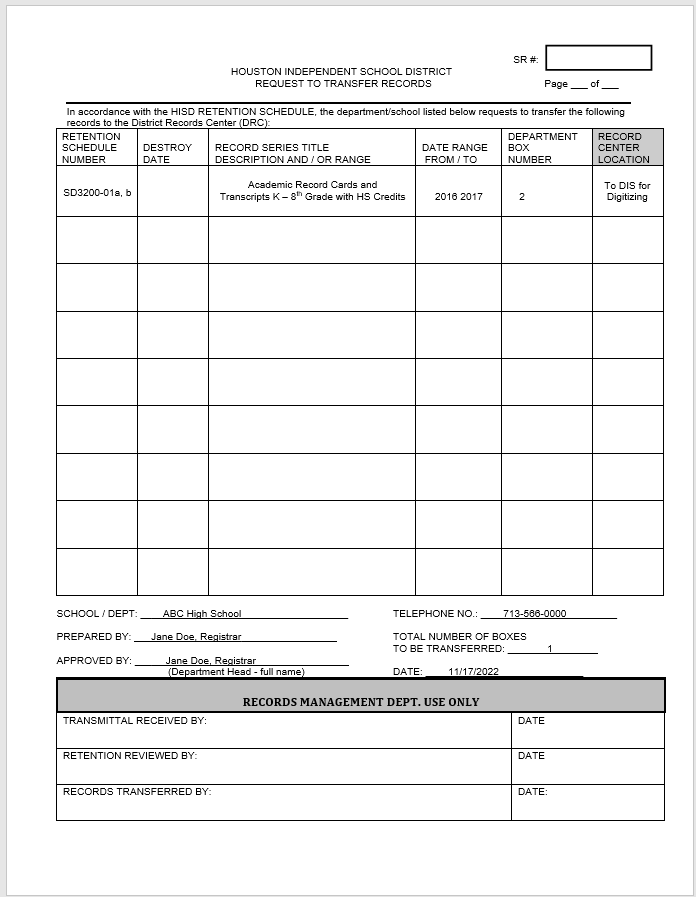 SR #:
HOUSTON INDEPENDENT SCHOOL DISTRICT
REQUEST TO TRANSFER RECORDS
Page ___ of ___
In accordance with the HISD RETENTION SCHEDULE, the department/school listed below requests to transfer the following
records to the District Records Center (DRC):
RETENTION SCHEDULE NUMBER
DESTROY DATE
RECORD SERIES TITLE
DESCRIPTION AND / OR RANGE
DATE RANGE
FROM / TO
DEPARTMENT BOX NUMBER
RECORD CENTER LOCATION
SD3200-01a, b
Academic Record Cards and
Transcripts K – 8th Grade with HS Credits
2016 2017
2
To DIS for
Digitizing
SCHOOL / DEPT: ABC High School
TELEPHONE NO.: 713-566-0000
PREPARED BY: Jane Doe, Registrar
TOTAL NUMBER OF BOXES
TO BE TRANSFERRED: 1
APPROVED BY: Jane Doe, Registrar
(Department Head - full name)
DATE: 11/17/2022
RECORDS MANAGEMENT DEPT. USE ONLY
TRANSMITTAL RECEIVED BY:
DATE
RETENTION REVIEWED BY:
DATE
RECORDS TRANSFERRED BY:
DATE: